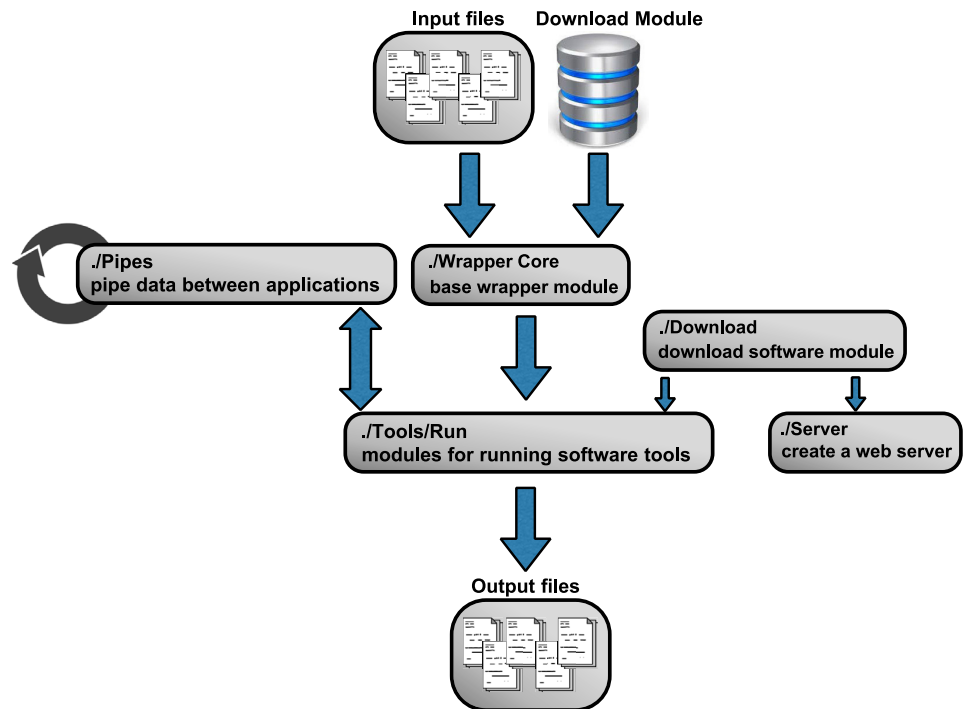 Input files
Download Module
./Pipes
pipe data between applications
./Wrapper Core
base wrapper module
./Download
download software module
./Tools/Run
modules for running software tools
./Server
create a web server
Output files